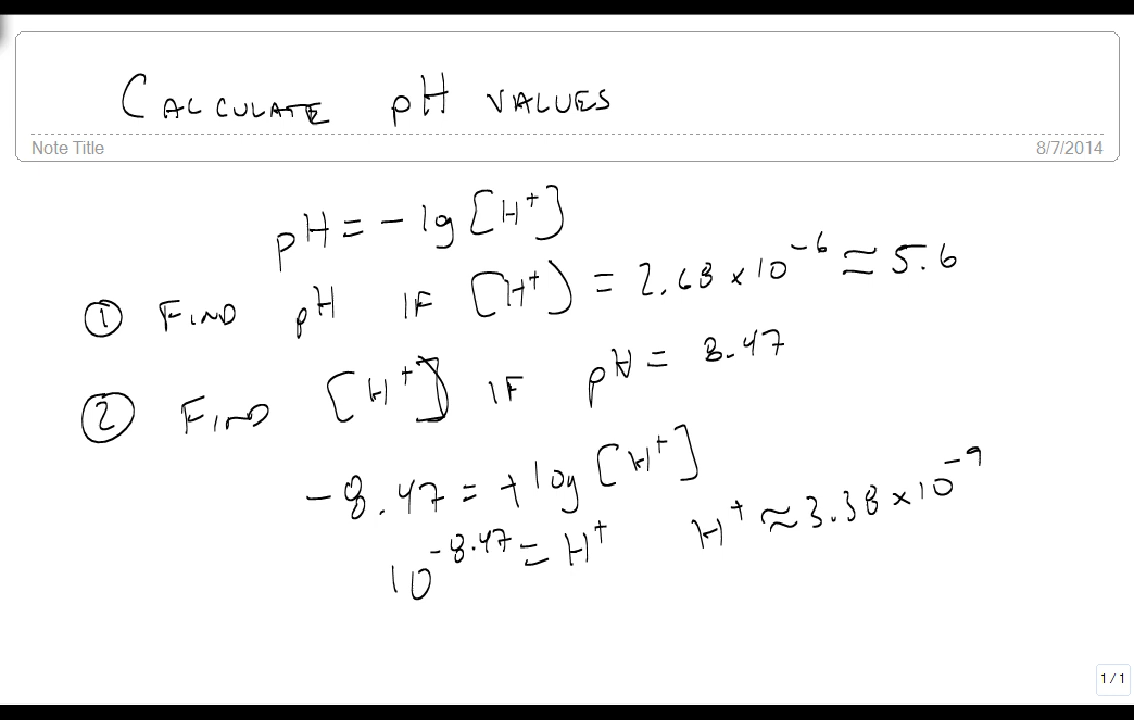 CALCULATE pH VALUES
Note Title
8/7/2014
pH = - lg [H⁺]
① FIND pH IF [H⁺) = 2.68 x 10⁻⁶ ≈ 5.6
② FIND [H⁺] IF pH = 8.47
-8.47 = + log [H⁺]
10⁻⁸·⁴⁷ = H⁺ H⁺ ≈ 3.38 x 10⁻⁹
1/1